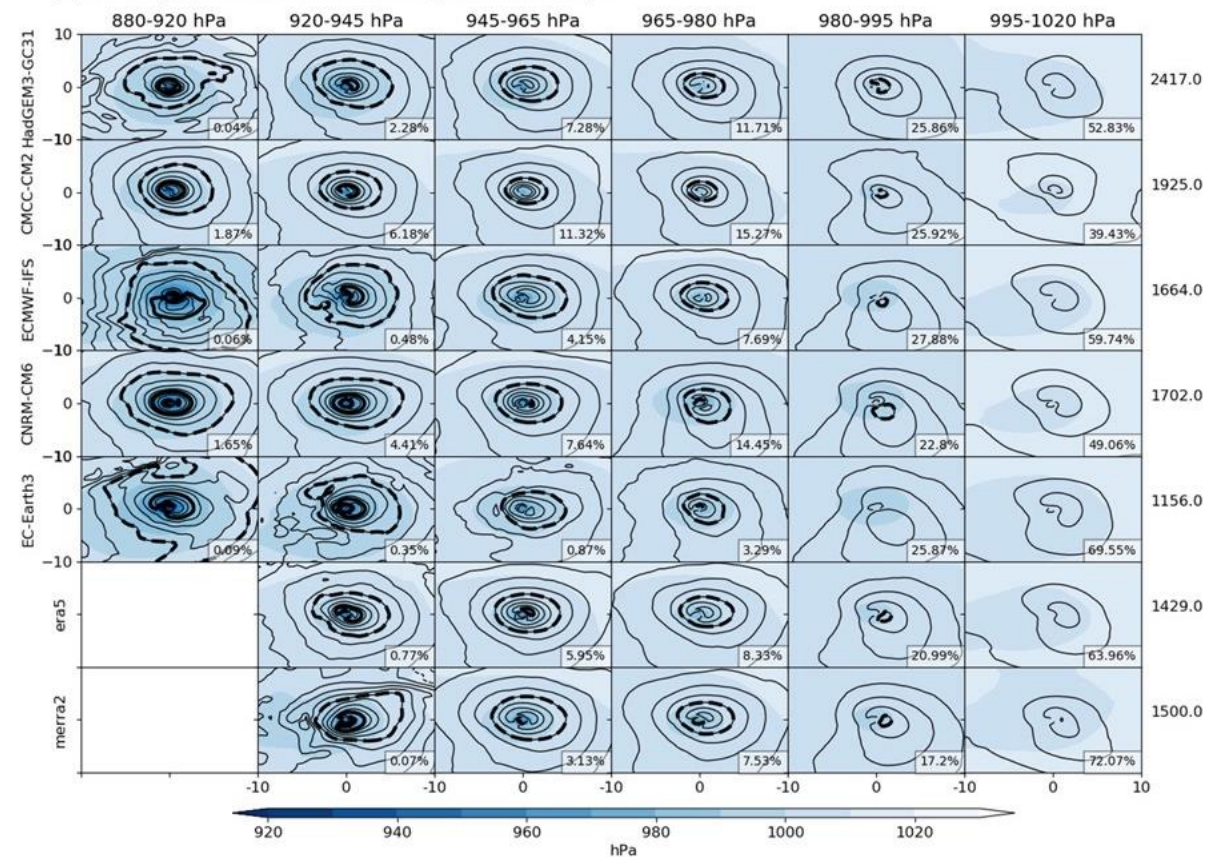 880-920 hPa 920-945 hPa 945-965 hPa 965-980 hPa 980-995 hPa 995-1020 hPa
HadGEM3-GC31
10
0
−10
0.04% 2.28% 7.28% 11.71% 25.86% 52.83%
2417.0
CMCC-CM2
0
−10
1.87% 6.18% 11.32% 15.27% 25.92% 39.43%
1925.0
ECMWF-IFS
0
−10
0.06% 0.48% 4.15% 7.69% 27.88% 59.74%
1664.0
CNRM-CM6
0
−10
1.65% 4.41% 7.64% 14.45% 22.8% 49.06%
1702.0
EC-Earth3
0
−10
0.09% 0.35% 0.87% 3.29% 25.87% 69.55%
1156.0
era5
0.77% 5.95% 8.33% 20.99% 63.96%
1429.0
merra2
0.07% 3.13% 7.53% 17.2% 72.07%
1500.0
-10 0 -10 0 -10 0 -10 0 -10 0 10
920 940 960 980 1000 1020
hPa